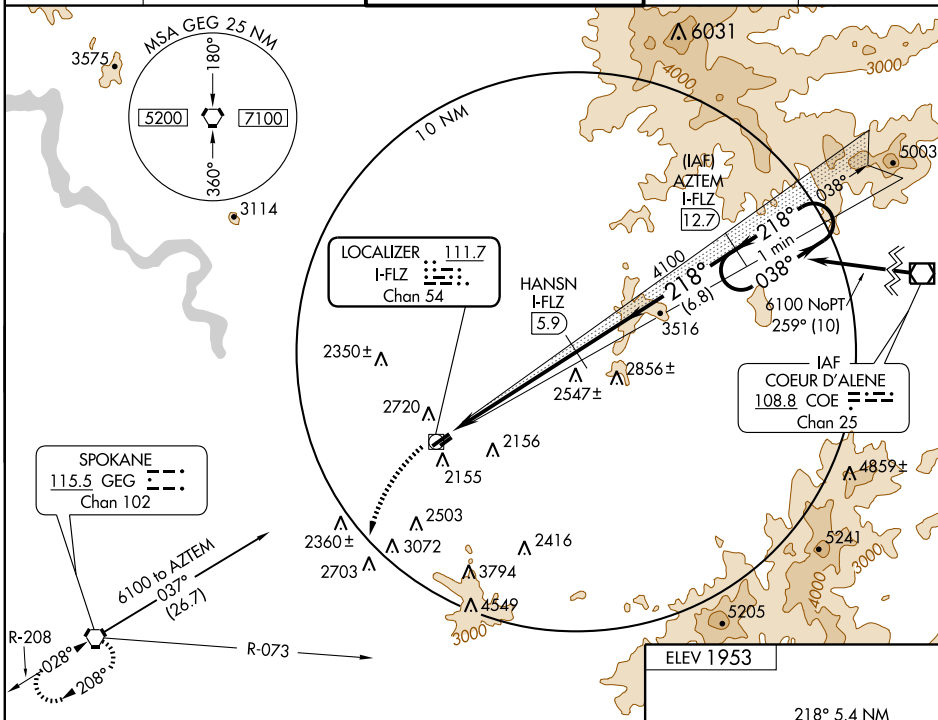 MSA GEG 25 NM
180°
5200
7100
360°
3575
3114
6031
4000
3000
10 NM
5003
(IAF)
AZTEM
I-FLZ
12.7
038°
218°
1 min
038°
4100
218°
(6.8)
LOCALIZER 111.7
I-FLZ
Chan 54
HANSN
I-FLZ
5.9
3516
6100 NoPT
259° (10)
2350±
2547±
2856±
IAF
COEUR D'ALENE
108.8 COE
Chan 25
2720
2156
2155
4859±
SPOKANE
115.5 GEG
Chan 102
2503
2360±
3072
2416
2703
3794
4549
3000
5241
3000
4000
5205
6100 to AZTEM
037°
(26.7)
R-208
028°
208°
R-073
ELEV 1953
218° 5.4 NM